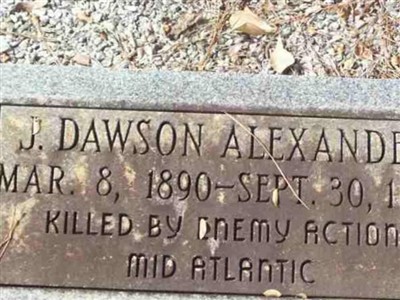 J. DAWSON ALEXANDE
MAR. 8, 1890–SEPT. 30, 1
KILLED BY ENEMY ACTION
MID ATLANTIC